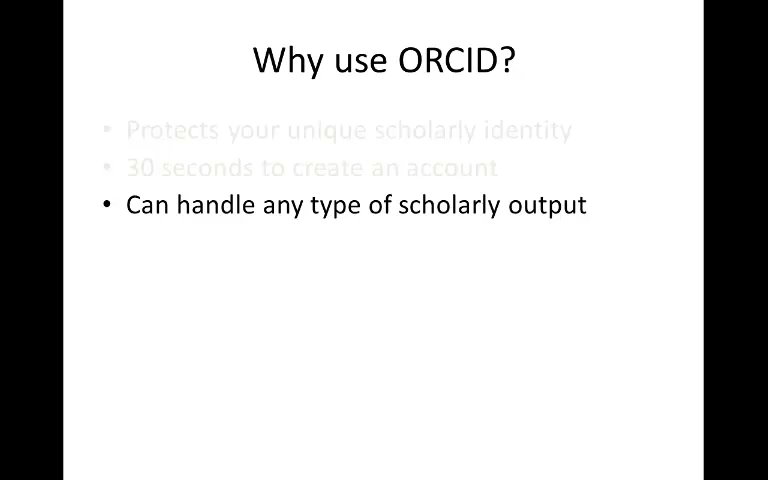 Why use ORCID?
• Protects your unique scholarly identity
• 30 seconds to create an account
• Can handle any type of scholarly output